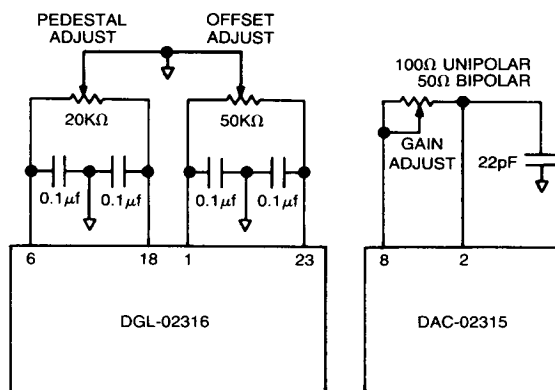 PEDESTAL ADJUST
OFFSET ADJUST
20KΩ
50KΩ
0.1μf 0.1μf 0.1μf 0.1μf
6 18 1 23
DGL-02316
100Ω UNIPOLAR
50Ω BIPOLAR
GAIN ADJUST
22pF
8 2
DAC-02315